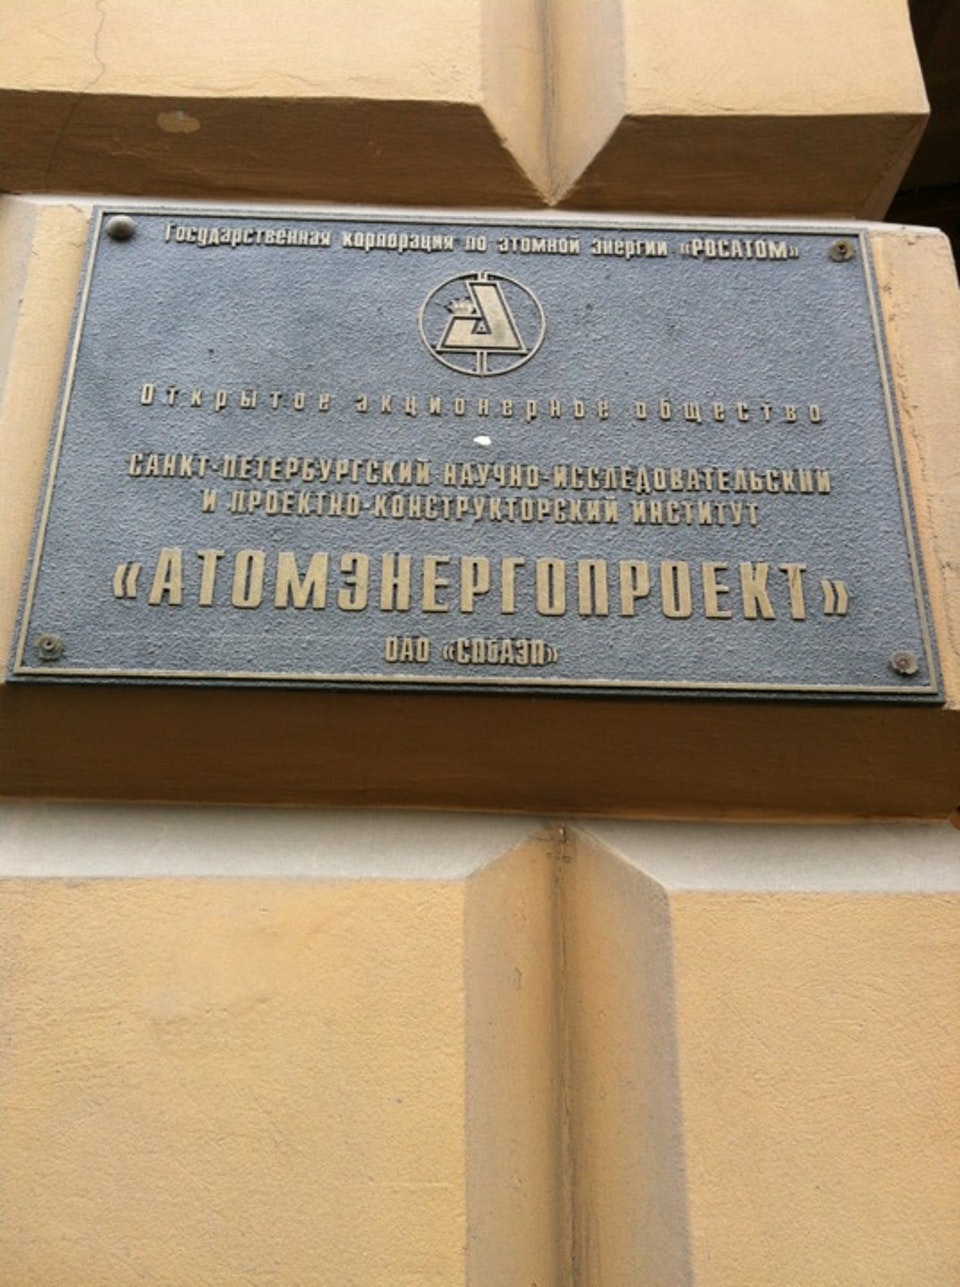 Государственная корпорация по атомной энергии «РОСАТОМ»
Открытое акционерное общество
САНКТ-ПЕТЕРБУРГСКИЙ НАУЧНО-ИССЛЕДОВАТЕЛЬСКИЙ
И ПРОЕКТНО-КОНСТРУКТОРСКИЙ ИНСТИТУТ
«АТОМЭНЕРГОПРОЕКТ»
ОАО «СПбАЭП»